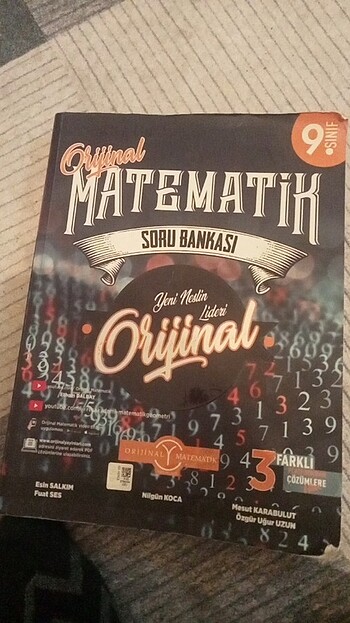 9. SINIF
Orijinal
MATEMATİK
SORU BANKASI
Yeni Neslin
Lideri
Orijinal
ORİJİNAL MATEMATİK
3 FARKLI
ÇÖZÜMLERE
Esin SALKIM
Fuat SES
Nilgün KOCA
Mesut KARABULUT
Özgür Uğur UZUN